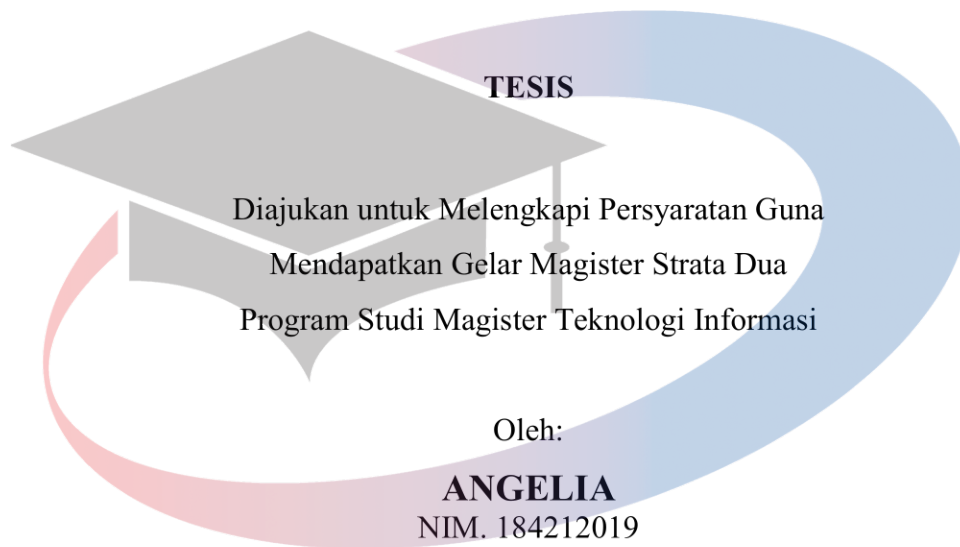 TESIS
Diajukan untuk Melengkapi Persyaratan Guna
Mendapatkan Gelar Magister Strata Dua
Program Studi Magister Teknologi Informasi
Oleh:
ANGELIA
NIM. 184212019